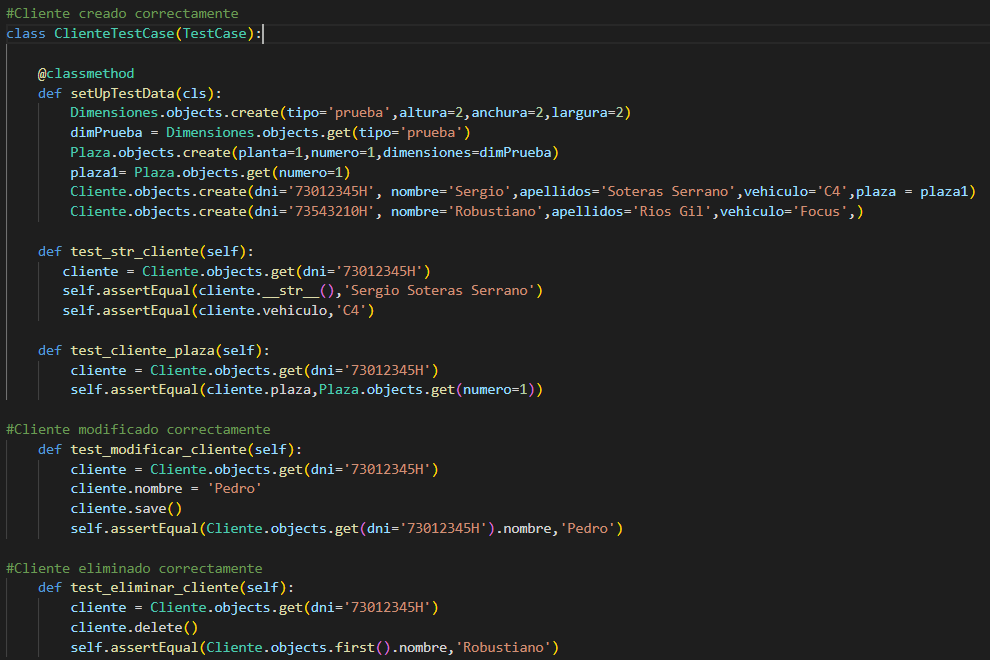 #Cliente creado correctamente
class ClienteTestCase(TestCase):
    @classmethod
    def setUpTestData(cls):
        Dimensiones.objects.create(tipo='prueba',altura=2,anchura=2,largura=2)
        dimPrueba = Dimensiones.objects.get(tipo='prueba')
        Plaza.objects.create(planta=1,numero=1,dimensiones=dimPrueba)
        plaza1= Plaza.objects.get(numero=1)
        Cliente.objects.create(dni='73012345H', nombre='Sergio',apellidos='Soteras Serrano',vehiculo='C4',plaza = plaza1)
        Cliente.objects.create(dni='73543210H', nombre='Robustiano',apellidos='Rios Gil',vehiculo='Focus',)
    def test_str_cliente(self):
       cliente = Cliente.objects.get(dni='73012345H')
       self.assertEqual(cliente.__str__(),'Sergio Soteras Serrano')
       self.assertEqual(cliente.vehiculo,'C4')
    def test_cliente_plaza(self):
        cliente = Cliente.objects.get(dni='73012345H')
        self.assertEqual(cliente.plaza,Plaza.objects.get(numero=1))
#Cliente modificado correctamente
    def test_modificar_cliente(self):
        cliente = Cliente.objects.get(dni='73012345H')
        cliente.nombre = 'Pedro'
        cliente.save()
        self.assertEqual(Cliente.objects.get(dni='73012345H').nombre,'Pedro')
#Cliente eliminado correctamente
    def test_eliminar_cliente(self):
        cliente = Cliente.objects.get(dni='73012345H')
        cliente.delete()
        self.assertEqual(Cliente.objects.first().nombre,'Robustiano')